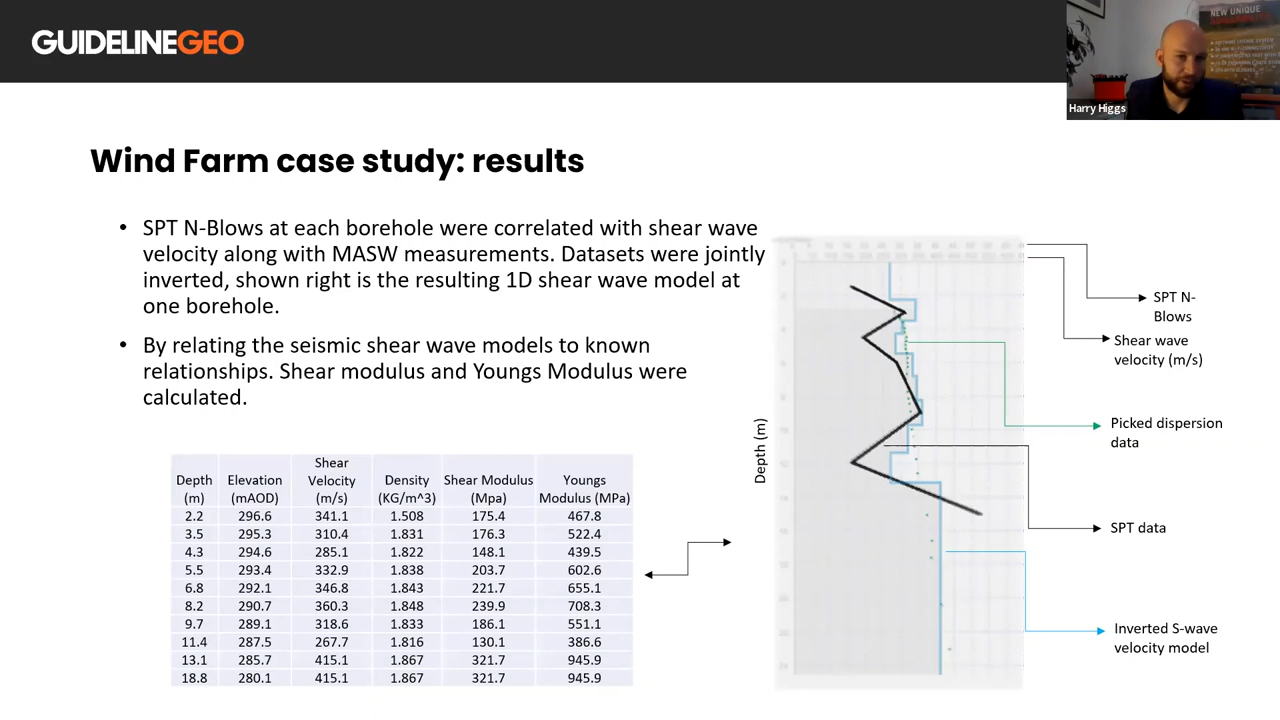 GUIDELINEGEO
NEW UNIQUE
Harry Higgs
Wind Farm case study: results
• SPT N-Blows at each borehole were correlated with shear wave
velocity along with MASW measurements. Datasets were jointly
inverted, shown right is the resulting 1D shear wave model at
one borehole.
• By relating the seismic shear wave models to known
relationships. Shear modulus and Youngs Modulus were
calculated.
Depth (m) Elevation (mAOD) Shear Velocity (m/s) Density (KG/m^3) Shear Modulus (Mpa) Youngs Modulus (MPa)
2.2 296.6 341.1 1.508 175.4 467.8
3.5 295.3 310.4 1.831 176.3 522.4
4.3 294.6 285.1 1.822 148.1 439.5
5.5 293.4 332.9 1.838 203.7 602.6
6.8 292.1 346.8 1.843 221.7 655.1
8.2 290.7 360.3 1.848 239.9 708.3
9.7 289.1 318.6 1.833 186.1 551.1
11.4 287.5 267.7 1.816 130.1 386.6
13.1 285.7 415.1 1.867 321.7 945.9
18.8 280.1 415.1 1.867 321.7 945.9
Depth (m)
SPT N-
Blows
Shear wave
velocity (m/s)
Picked dispersion
data
SPT data
Inverted S-wave
velocity model